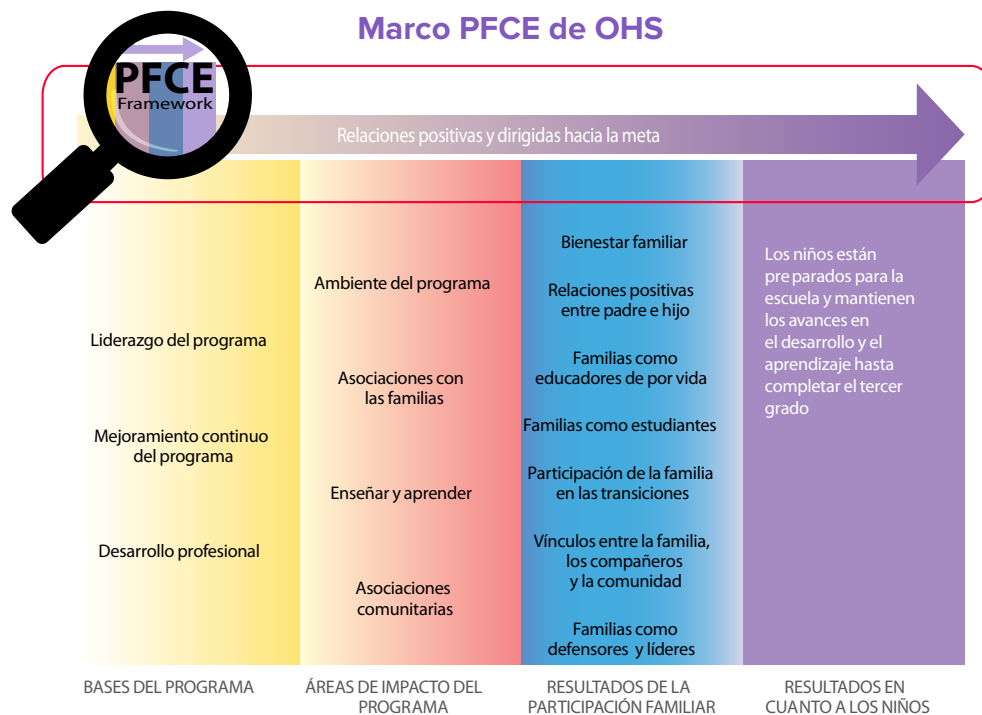 Marco PFCE de OHS
PFCE
Framework
Relaciones positivas y dirigidas hacia la meta
Liderazgo del programa
Mejoramiento continuo
del programa
Desarrollo profesional
BASES DEL PROGRAMA
Ambiente del programa
Asociaciones con
las familias
Enseñar y aprender
Asociaciones
comunitarias
ÁREAS DE IMPACTO DEL
PROGRAMA
Bienestar familiar
Relaciones positivas
entre padre e hijo
Familias como
educadores de por vida
Familias como estudiantes
Participación de la familia
en las transiciones
Vínculos entre la familia,
los compañeros
y la comunidad
Familias como
defensores y líderes
RESULTADOS DE LA
PARTICIPACIÓN FAMILIAR
Los niños están
preparados para la
escuela y mantienen
los avances en
el desarrollo y el
aprendizaje hasta
completar el tercer
grado
RESULTADOS EN
CUANTO A LOS NIÑOS